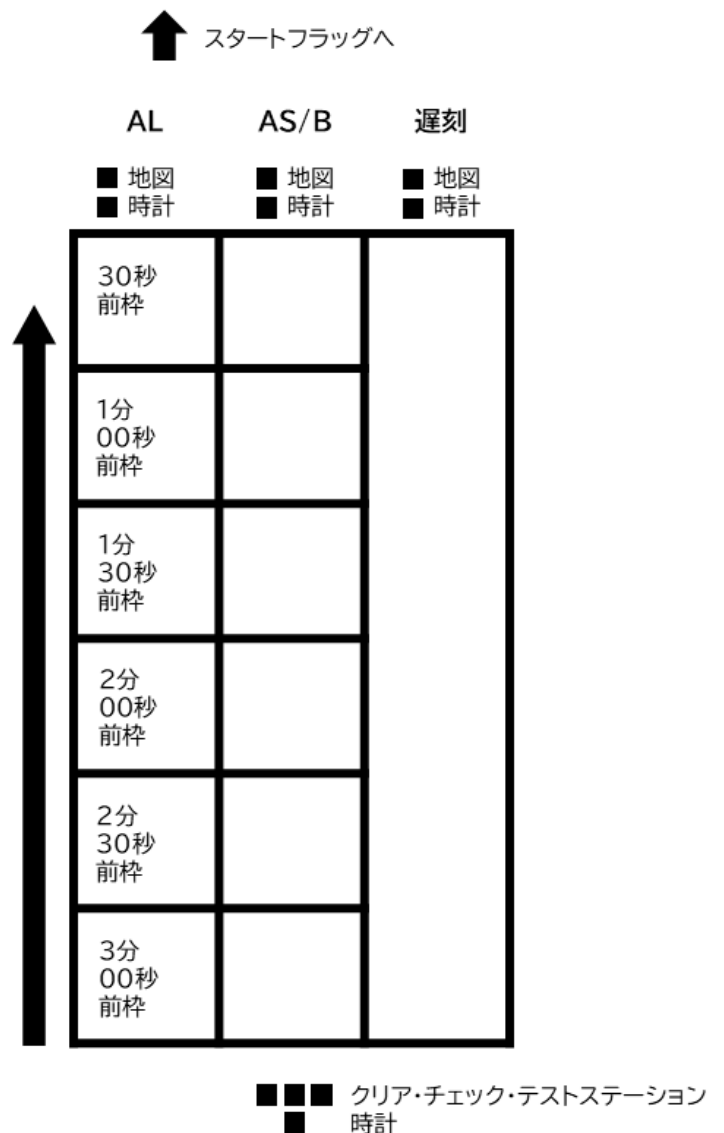 スタートフラッグへ
AL AS/B 遅刻
地図 地図 地図
時計 時計 時計
30秒
前枠
1分
00秒
前枠
1分
30秒
前枠
2分
00秒
前枠
2分
30秒
前枠
3分
00秒
前枠
クリア・チェック・テストステーション
時計